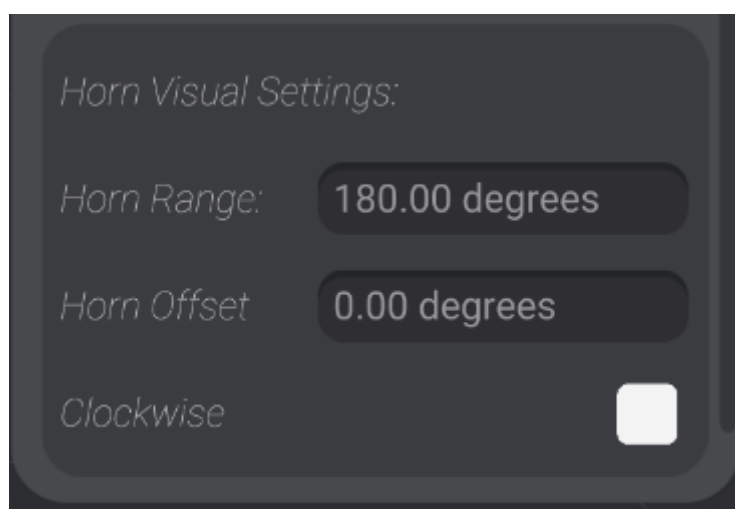 Horn Visual Settings:
Horn Range: 180.00 degrees
Horn Offset 0.00 degrees
Clockwise